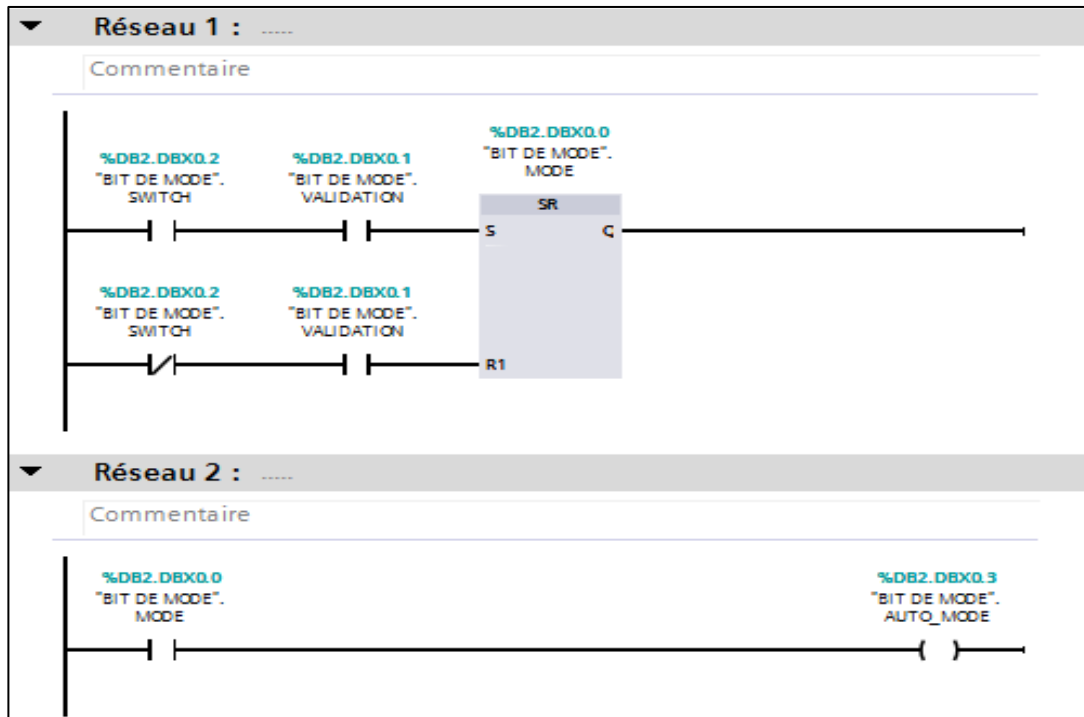 Réseau 1 : .....
Commentaire
%DB2.DBX0.0
"BIT DE MODE".
MODE
%DB2.DBX0.2
"BIT DE MODE".
SWITCH
%DB2.DBX0.1
"BIT DE MODE".
VALIDATION
SR
S
Q
%DB2.DBX0.2
"BIT DE MODE".
SWITCH
%DB2.DBX0.1
"BIT DE MODE".
VALIDATION
R1
Réseau 2 : .....
Commentaire
%DB2.DBX0.0
"BIT DE MODE".
MODE
%DB2.DBX0.3
"BIT DE MODE".
AUTO_MODE